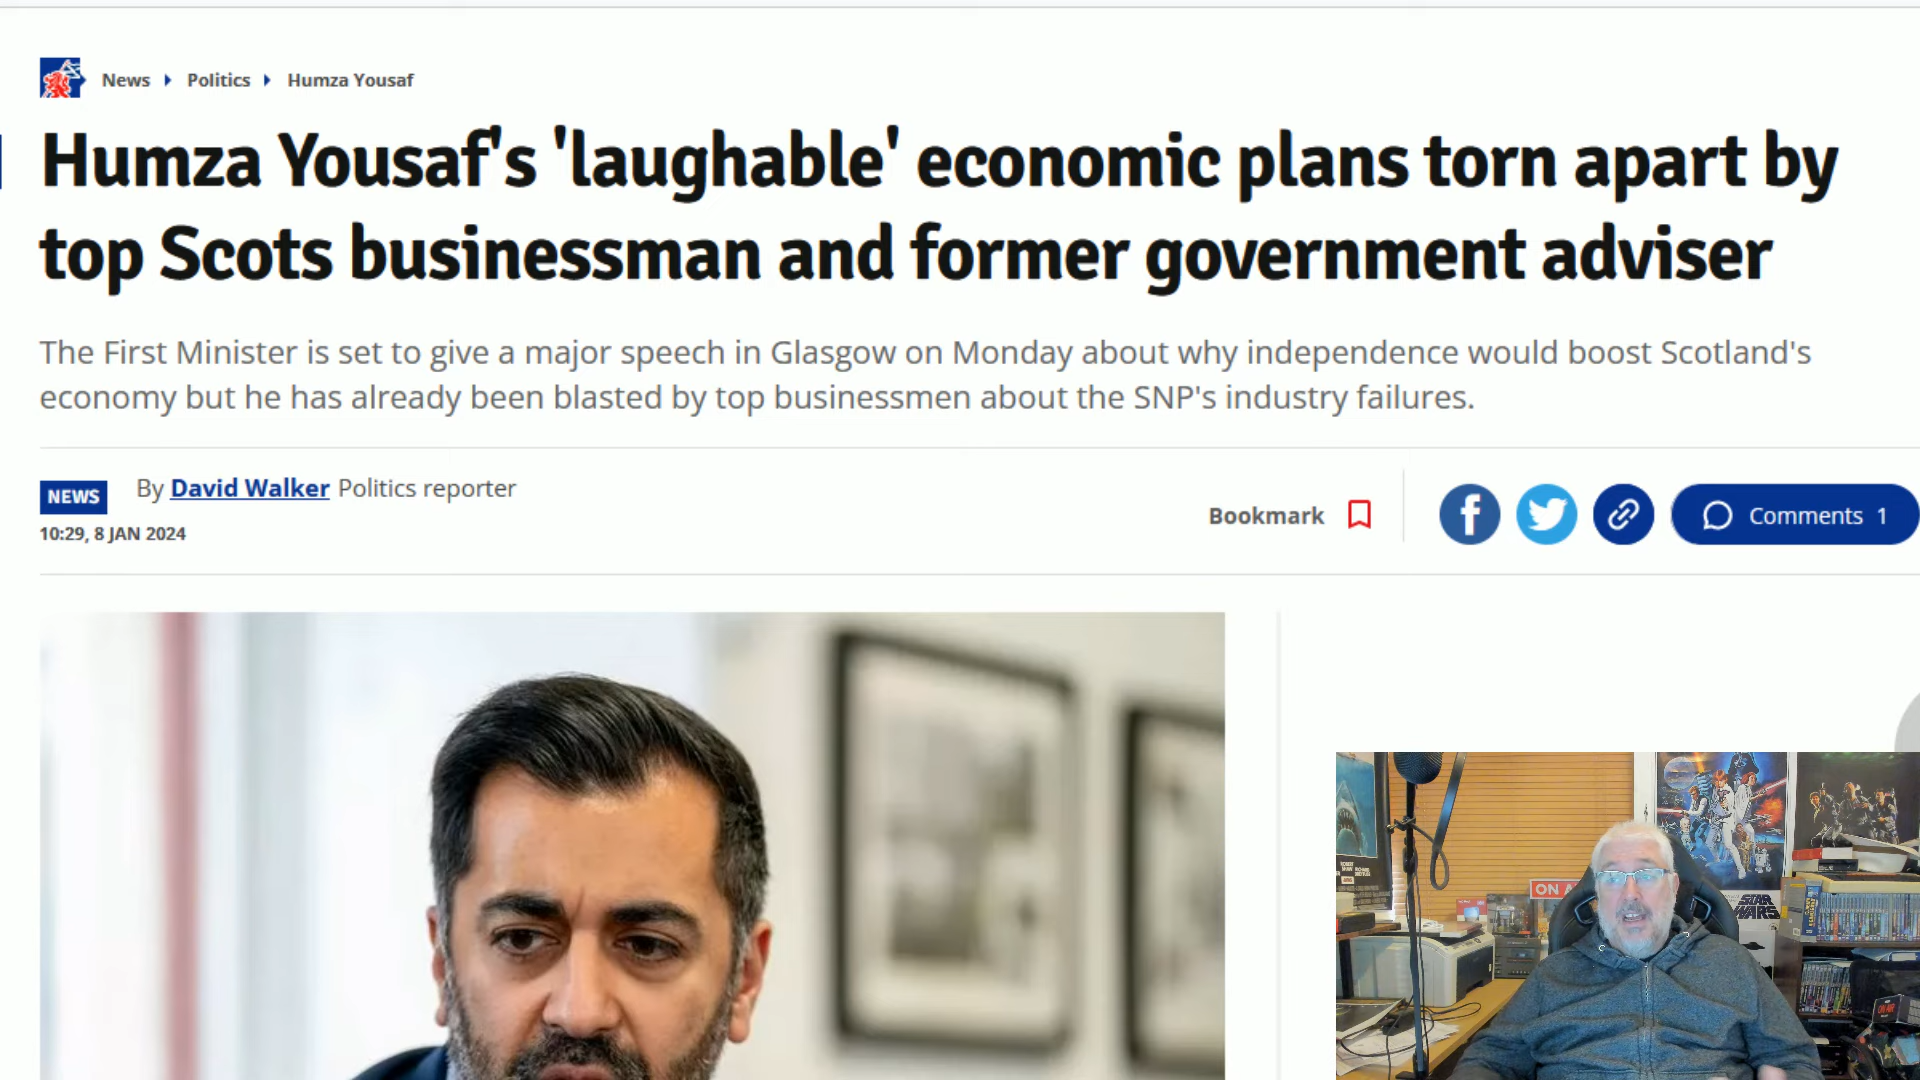 News Politics Humza Yousaf
Humza Yousaf's 'laughable' economic plans torn apart by
top Scots businessman and former government adviser
The First Minister is set to give a major speech in Glasgow on Monday about why independence would boost Scotland's
economy but he has already been blasted by top businessmen about the SNP's industry failures.
NEWS By David Walker Politics reporter
10:29, 8 JAN 2024
Bookmark
Comments 1
ON A
STAR
WARS